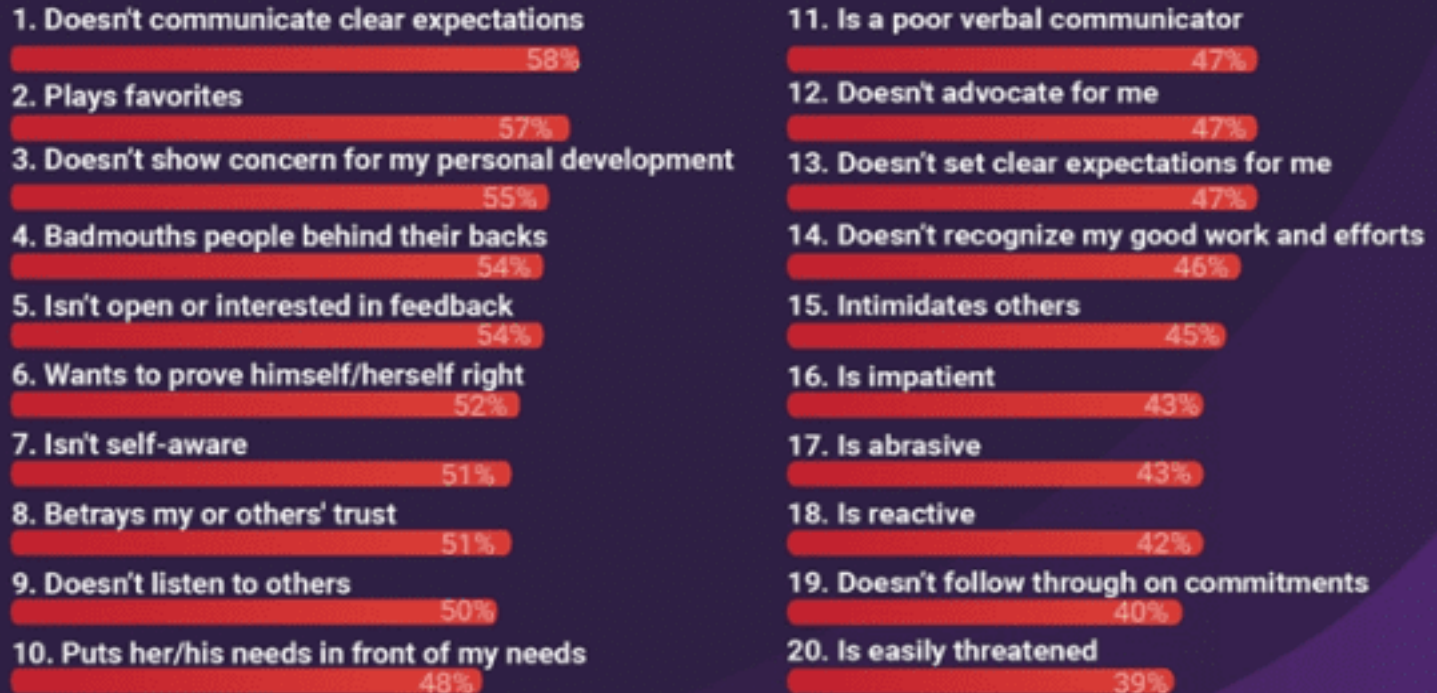 1. Doesn't communicate clear expectations
58%
2. Plays favorites
57%
3. Doesn't show concern for my personal development
55%
4. Badmouths people behind their backs
54%
5. Isn't open or interested in feedback
54%
6. Wants to prove himself/herself right
52%
7. Isn't self-aware
51%
8. Betrays my or others' trust
51%
9. Doesn't listen to others
50%
10. Puts her/his needs in front of my needs
48%
11. Is a poor verbal communicator
47%
12. Doesn't advocate for me
47%
13. Doesn't set clear expectations for me
47%
14. Doesn't recognize my good work and efforts
46%
15. Intimidates others
45%
16. Is impatient
43%
17. Is abrasive
43%
18. Is reactive
42%
19. Doesn't follow through on commitments
40%
20. Is easily threatened
39%